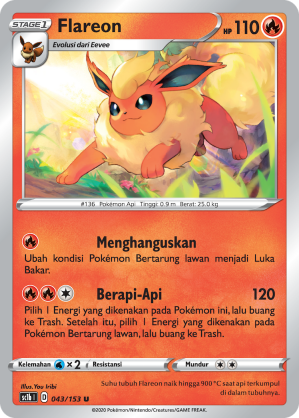 STAGE 1 Flareon HP 110
Evolusi dari Eevee
#136 Pokémon Api Tinggi: 0.9 m Berat: 25.0 kg
Menghanguskan
Ubah kondisi Pokémon Bertarung lawan menjadi Luka
Bakar.
Berapi-Api 120
Pilih 1 Energi yang dikenakan pada Pokémon ini, lalu buang
ke Trash. Setelah itu, pilih 1 Energi yang dikenakan pada
Pokémon Bertarung lawan, lalu buang ke Trash.
Kelemahan ×2 Resistansi Mundur
Illus. You Iribi
sc1b I D 043/153 U
Suhu tubuh Flareon naik hingga 900 °C saat api terkumpul
di dalam tubuhnya.
©2020 Pokémon/Nintendo/Creatures/GAME FREAK.